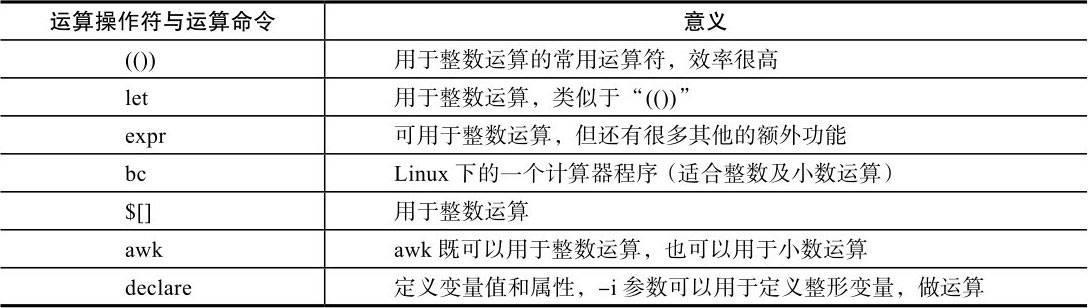 运算操作符与运算命令 意义
(()) 用于整数运算的常用运算符，效率很高
let 用于整数运算，类似于“(())”
expr 可用于整数运算，但还有很多其他的额外功能
bc Linux 下的一个计算器程序（适合整数及小数运算）
$[] 用于整数运算
awk awk 既可以用于整数运算，也可以用于小数运算
declare 定义变量值和属性，–i 参数可以用于定义整形变量，做运算